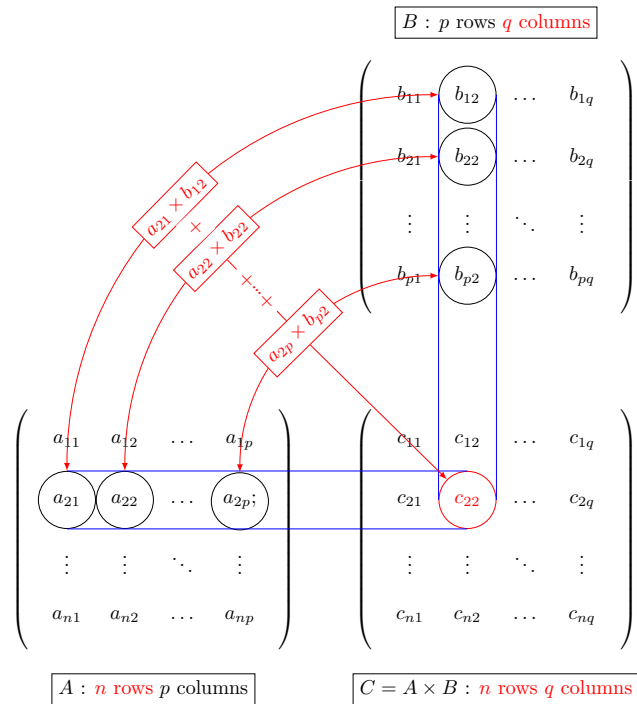 B : p rows q columns
b₁₁ b₁₂ … b₁q
b₂₁ b₂₂ … b₂q
⋮ ⋮ ⋱ ⋮
bₚ₁ bₚ₂ … bₚq
a₂₁ × b₁₂
+
a₂₂ × b₂₂
+…+
a₂ₚ × bₚ₂
a₁₁ a₁₂ … a₁ₚ
a₂₁ a₂₂ … a₂ₚ;
⋮ ⋮ ⋱ ⋮
aₙ₁ aₙ₂ … aₙₚ
c₁₁ c₁₂ … c₁q
c₂₁ c₂₂ … c₂q
⋮ ⋮ ⋱ ⋮
cₙ₁ cₙ₂ … cₙq
A : n rows p columns
C = A × B : n rows q columns